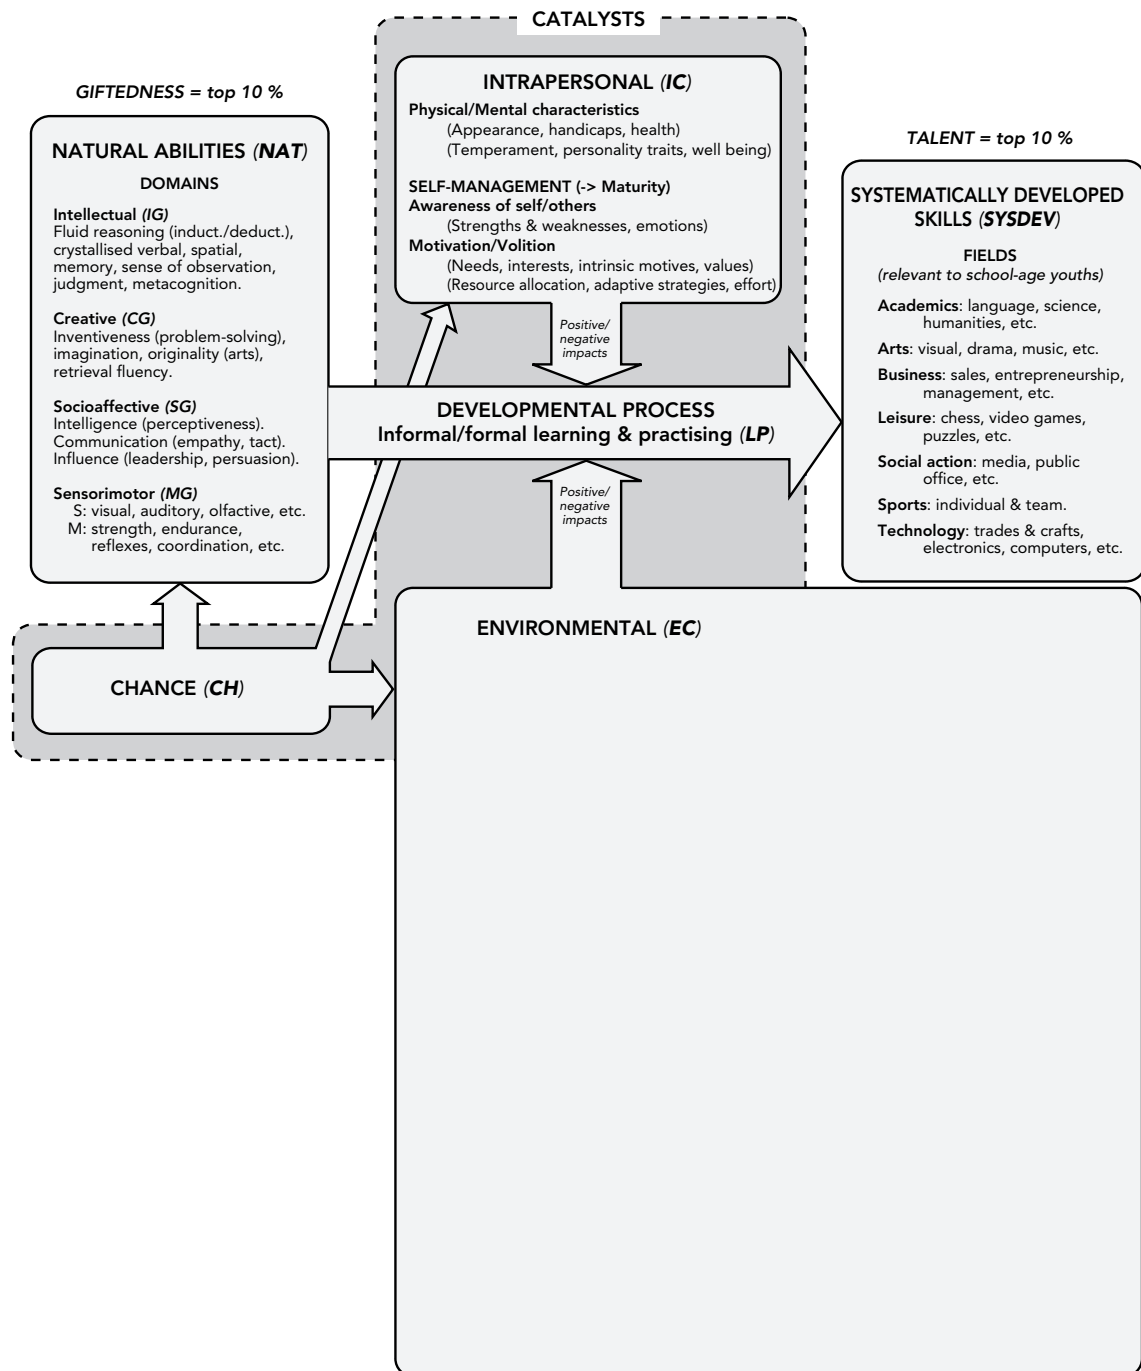 CATALYSTS
GIFTEDNESS = top 10 %
NATURAL ABILITIES (NAT)
DOMAINS
Intellectual (IG)
Fluid reasoning (induct./deduct.),
crystallised verbal, spatial,
memory, sense of observation,
judgment, metacognition.
Creative (CG)
Inventiveness (problem-solving),
imagination, originality (arts),
retrieval fluency.
Socioaffective (SG)
Intelligence (perceptiveness).
Communication (empathy, tact).
Influence (leadership, persuasion).
Sensorimotor (MG)
S: visual, auditory, olfactive, etc.
M: strength, endurance,
reflexes, coordination, etc.
INTRAPERSONAL (IC)
Physical/Mental characteristics
(Appearance, handicaps, health)
(Temperament, personality traits, well being)
SELF-MANAGEMENT (-> Maturity)
Awareness of self/others
(Strengths & weaknesses, emotions)
Motivation/Volition
(Needs, interests, intrinsic motives, values)
(Resource allocation, adaptive strategies, effort)
Positive/
negative
impacts
DEVELOPMENTAL PROCESS
Informal/formal learning & practising (LP)
Positive/
negative
impacts
TALENT = top 10 %
SYSTEMATICALLY DEVELOPED
SKILLS (SYSDEV)
FIELDS
(relevant to school-age youths)
Academics: language, science,
humanities, etc.
Arts: visual, drama, music, etc.
Business: sales, entrepreneurship,
management, etc.
Leisure: chess, video games,
puzzles, etc.
Social action: media, public
office, etc.
Sports: individual & team.
Technology: trades & crafts,
electronics, computers, etc.
CHANCE (CH)
ENVIRONMENTAL (EC)